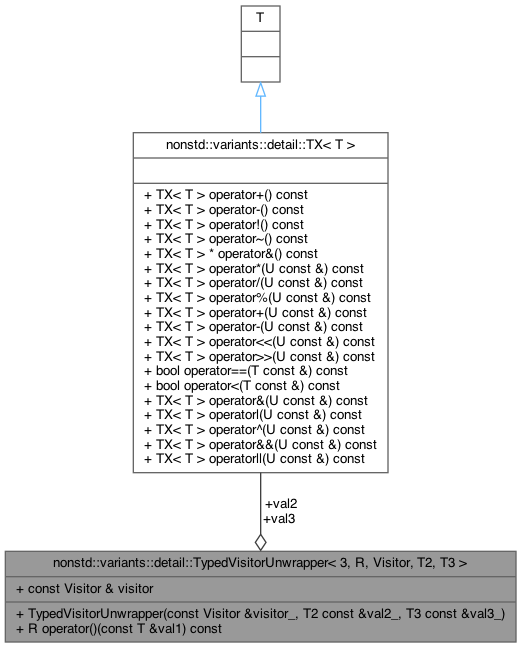 T
nonstd::variants::detail::TX< T >
+ TX< T > operator+() const
+ TX< T > operator-() const
+ TX< T > operator!() const
+ TX< T > operator~() const
+ TX< T > * operator&() const
+ TX< T > operator*(U const &) const
+ TX< T > operator/(U const &) const
+ TX< T > operator%(U const &) const
+ TX< T > operator+(U const &) const
+ TX< T > operator-(U const &) const
+ TX< T > operator<<(U const &) const
+ TX< T > operator>>(U const &) const
+ bool operator==(T const &) const
+ bool operator<(T const &) const
+ TX< T > operator&(U const &) const
+ TX< T > operator|(U const &) const
+ TX< T > operator^(U const &) const
+ TX< T > operator&&(U const &) const
+ TX< T > operator||(U const &) const
+val2
+val3
nonstd::variants::detail::TypedVisitorUnwrapper< 3, R, Visitor, T2, T3 >
+ const Visitor & visitor
+ TypedVisitorUnwrapper(const Visitor &visitor_, T2 const &val2_, T3 const &val3_)
+ R operator()(const T &val1) const